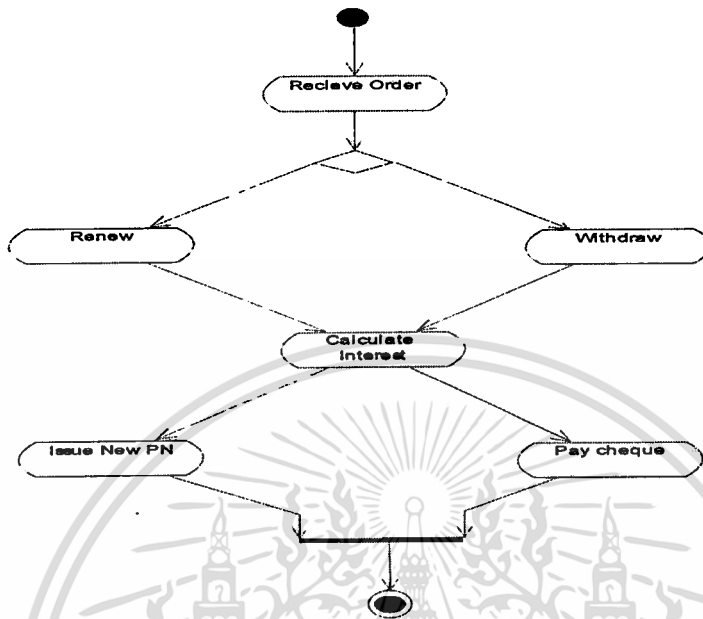 Recieve Order
Renew
Withdraw
Calculate
Interest
Issue New PN
Pay cheque